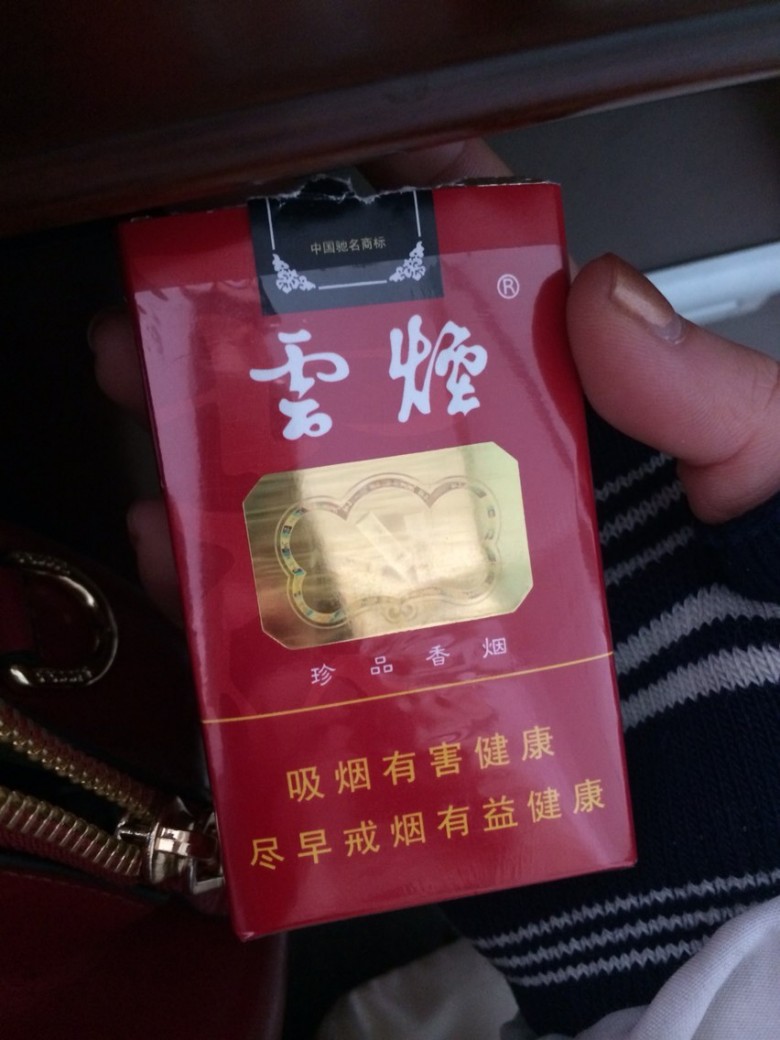 中国驰名商标
®
雲煙
珍品香烟
吸烟有害健康
尽早戒烟有益健康